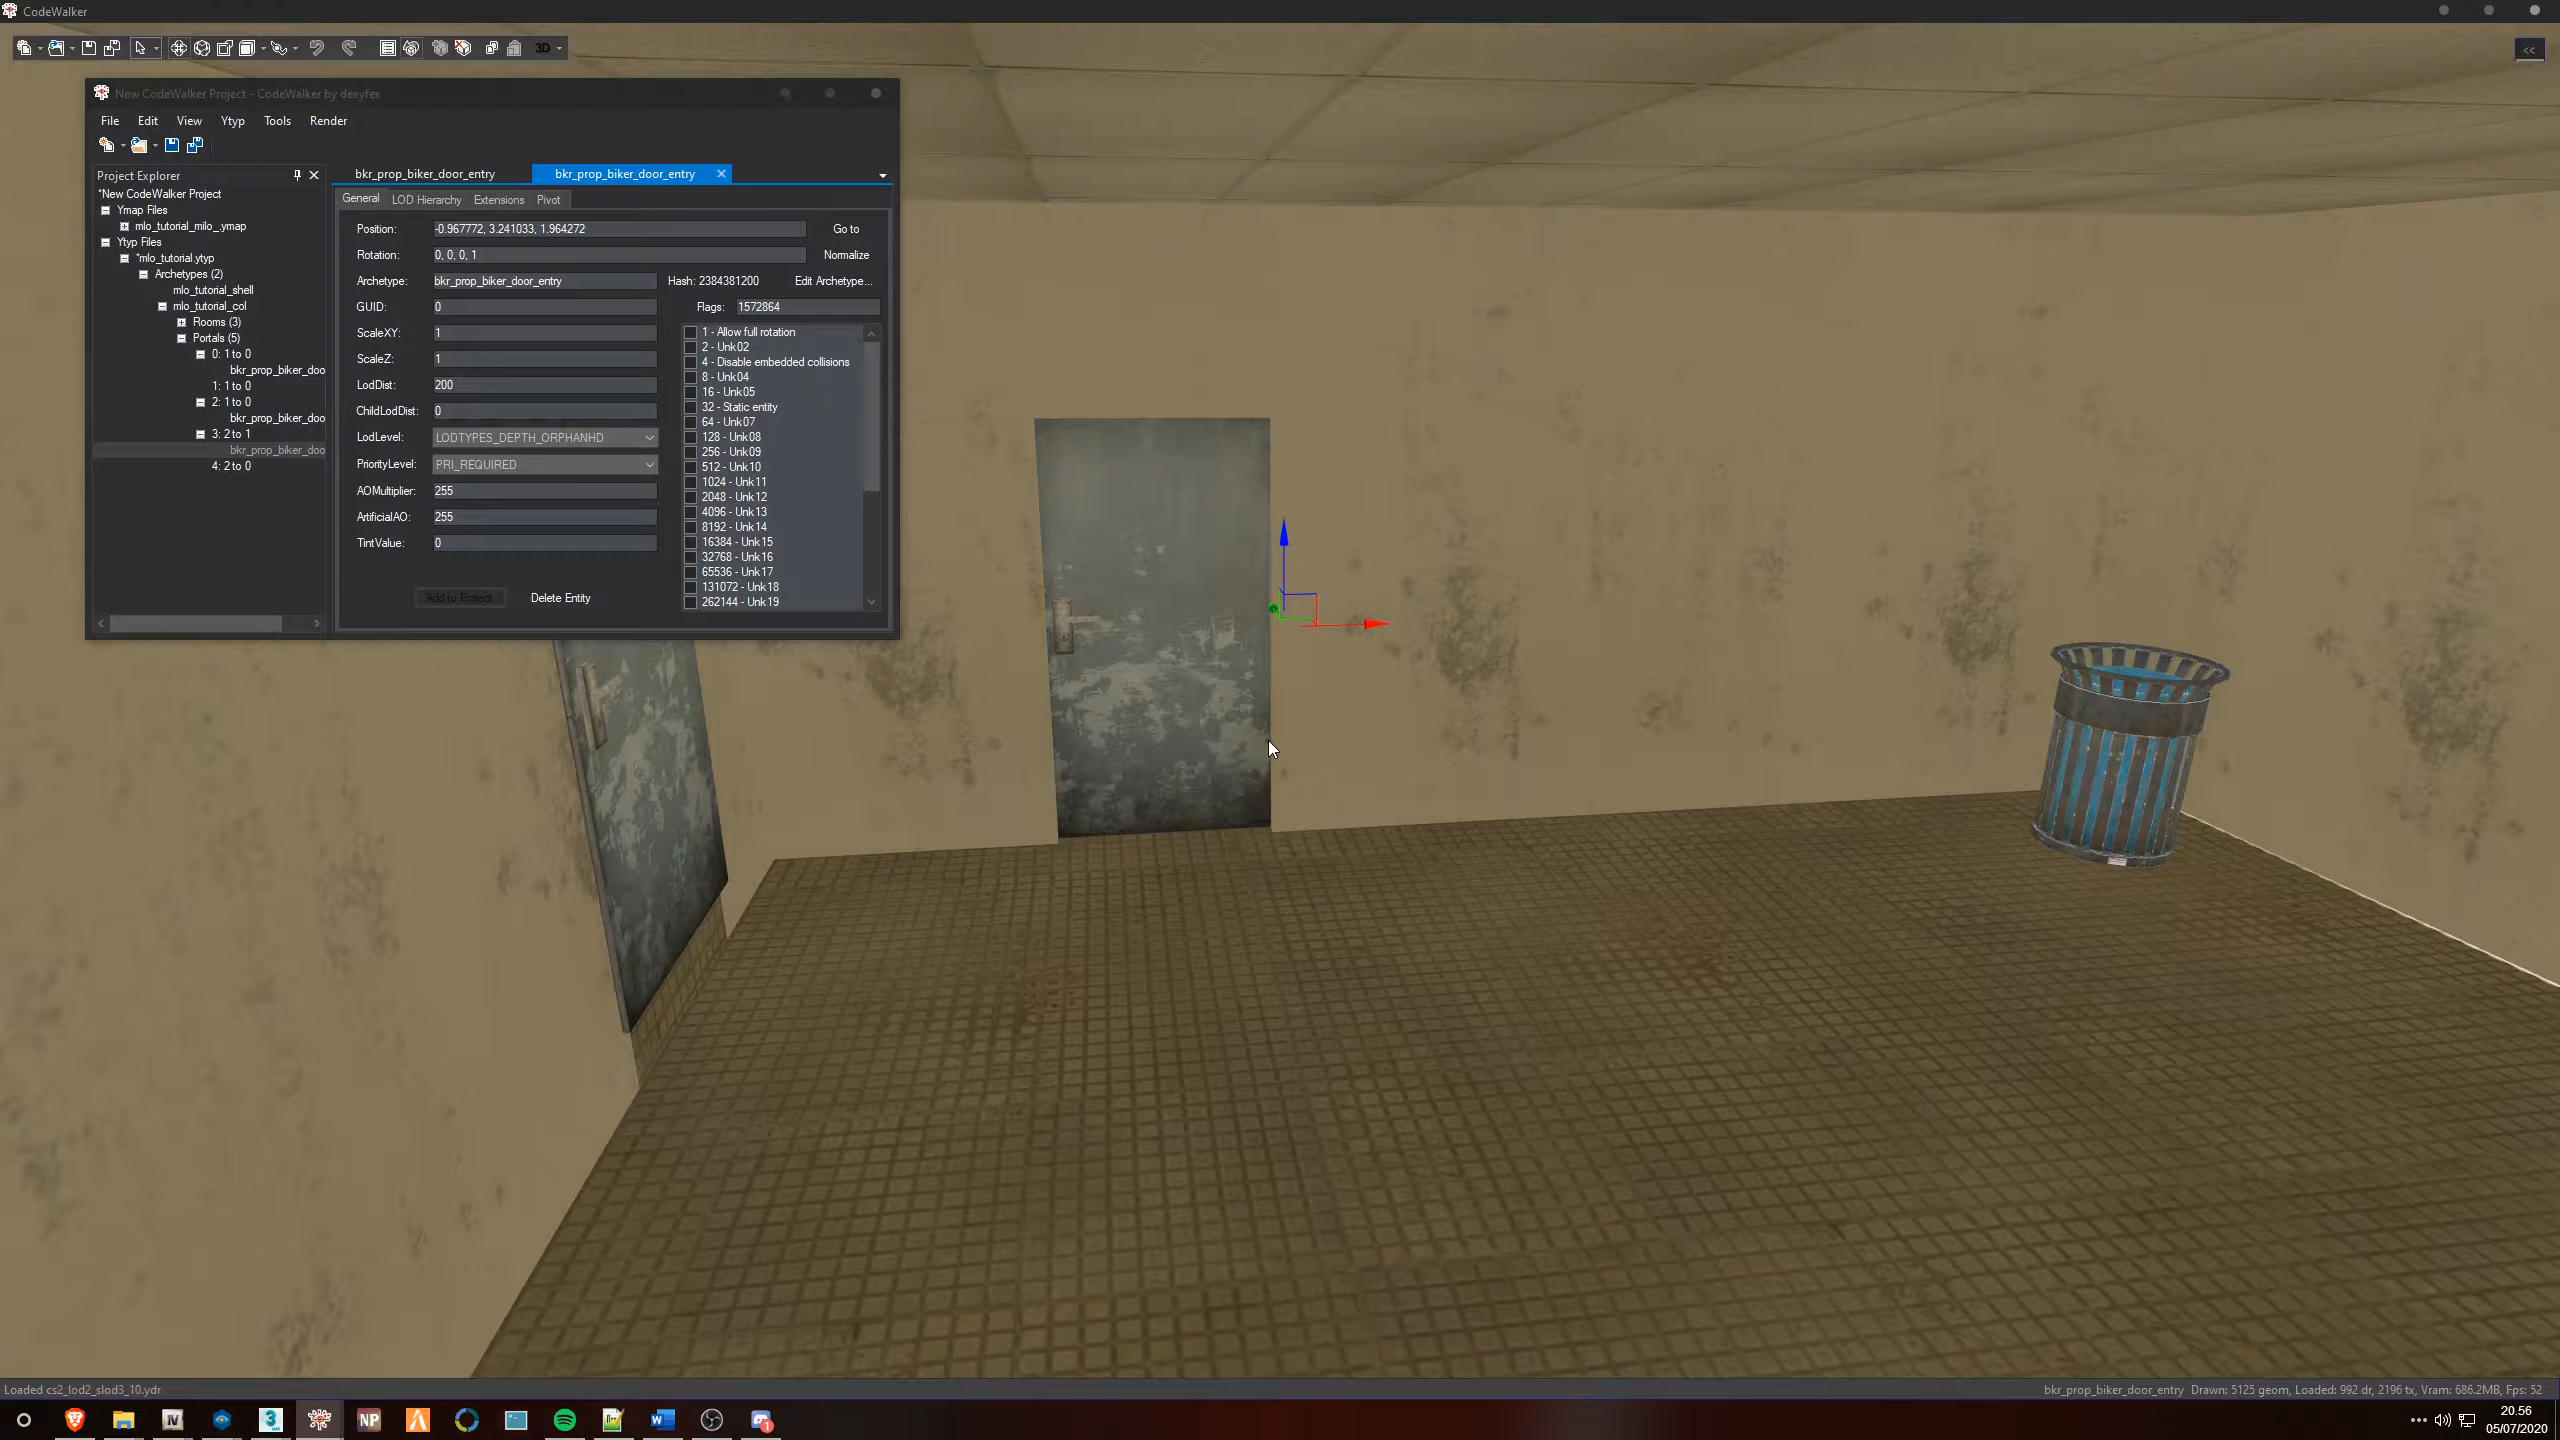 CodeWalker
3D
<<
New CodeWalker Project - CodeWalker by dexyfex
File Edit View Ytyp Tools Render
Project Explorer
*New CodeWalker Project
Ymap Files
mlo_tutorial_milo_.ymap
Ytyp Files
*mlo_tutorial.ytyp
Archetypes (2)
mlo_tutorial_shell
mlo_tutorial_col
Rooms (3)
Portals (5)
0: 1 to 0
bkr_prop_biker_doo
1: 1 to 0
2: 1 to 0
bkr_prop_biker_doo
3: 2 to 1
bkr_prop_biker_doo
4: 2 to 0
bkr_prop_biker_door_entry bkr_prop_biker_door_entry
General LOD Hierarchy Extensions Pivot
Position: -0.967772, 3.241033, 1.964272 Go to
Rotation: 0, 0, 0, 1 Normalize
Archetype: bkr_prop_biker_door_entry Hash: 2384381200 Edit Archetype...
GUID: 0 Flags: 1572864
ScaleXY: 1
ScaleZ: 1
LodDist: 200
ChildLodDist: 0
LodLevel: LODTYPES_DEPTH_ORPHANHD
PriorityLevel: PRI_REQUIRED
AOMultiplier: 255
ArtificialAO: 255
TintValue: 0
Add to Project Delete Entity
1 - Allow full rotation
2 - Unk02
4 - Disable embedded collisions
8 - Unk04
16 - Unk05
32 - Static entity
64 - Unk07
128 - Unk08
256 - Unk09
512 - Unk10
1024 - Unk11
2048 - Unk12
4096 - Unk13
8192 - Unk14
16384 - Unk15
32768 - Unk16
65536 - Unk17
131072 - Unk18
262144 - Unk19
Loaded cs2_lod2_slod3_10.ydr
bkr_prop_biker_door_entry Drawn: 5125 geom, Loaded: 992 dr, 2196 tx, Vram: 686.2MB, Fps: 52
IV
3
NP
W
1
20.56
05/07/2020